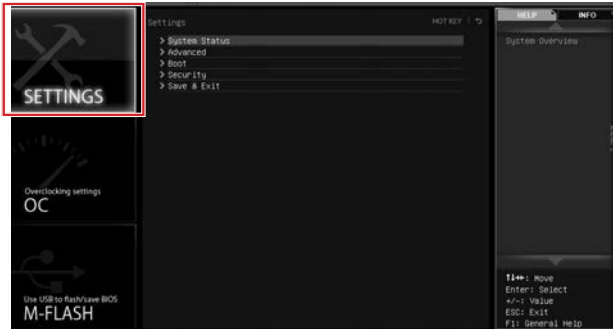 SETTINGS
Overclocking settings
OC
Use USB to flash/save BIOS
M-FLASH
Settings
HOT KEY
> System Status
> Advanced
> Boot
> Security
> Save & Exit
HELP
INFO
System Overview
↑↓←→: Move
Enter: Select
+/-: Value
ESC: Exit
F1: General Help